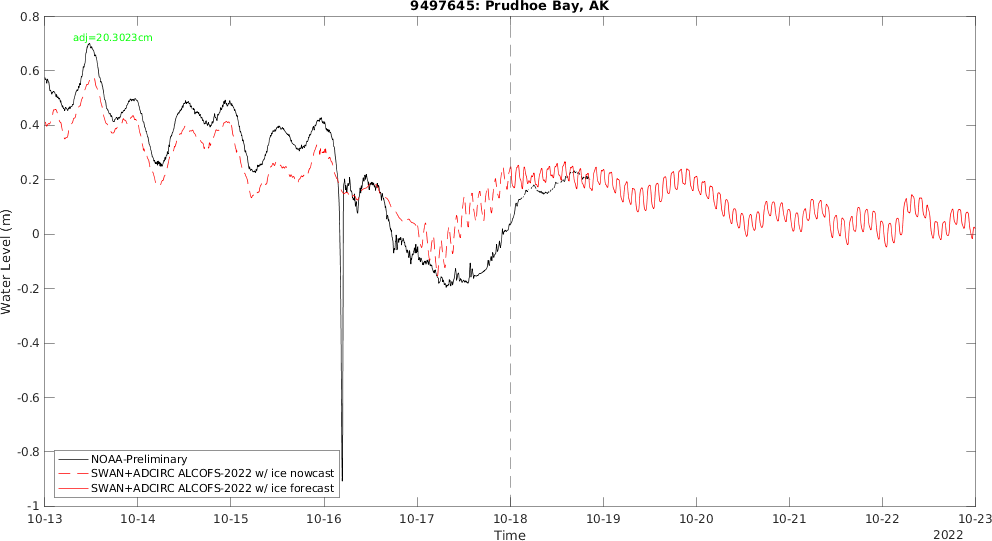 9497645: Prudhoe Bay, AK
adj=20.3023cm
0.8
0.6
0.4
0.2
0
-0.2
-0.4
-0.6
-0.8
-1
Water Level (m)
NOAA-Preliminary
SWAN+ADCIRC ALCOFS-2022 w/ ice nowcast
SWAN+ADCIRC ALCOFS-2022 w/ ice forecast
10-13 10-14 10-15 10-16 10-17 10-18 10-19 10-20 10-21 10-22 10-23
Time
2022